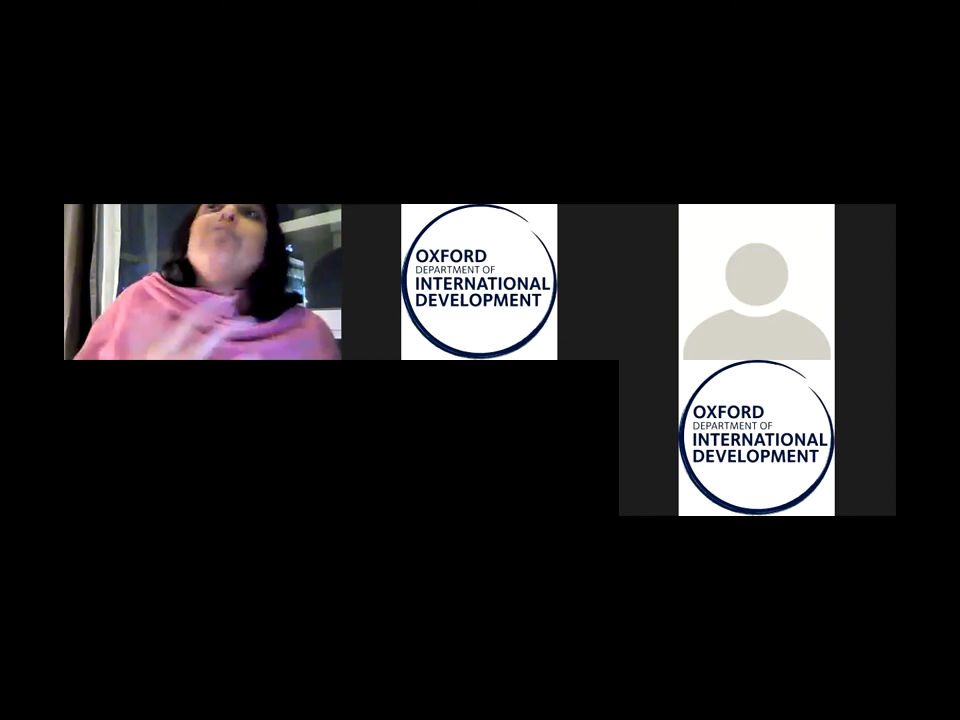 OXFORD
DEPARTMENT OF
INTERNATIONAL
DEVELOPMENT
OXFORD
DEPARTMENT OF
INTERNATIONAL
DEVELOPMENT